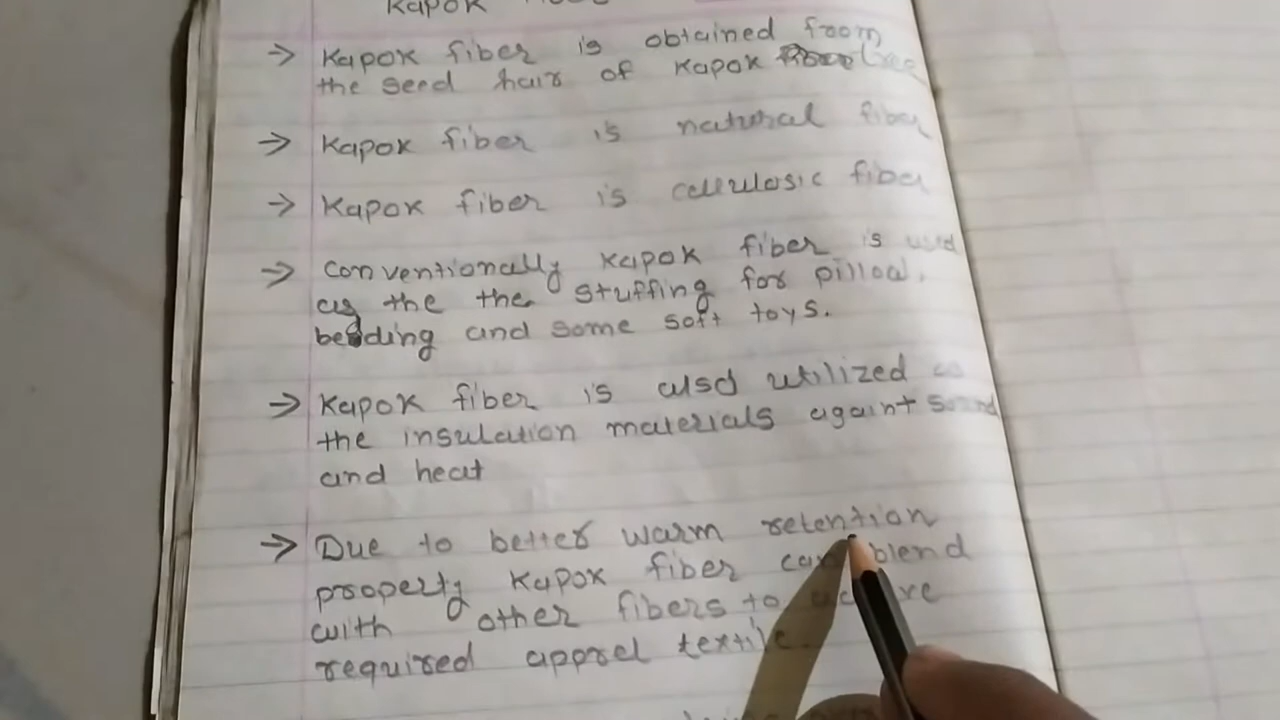 Kapok
→ Kapok fiber is obtained from
the seed hair of Kapok tree
→ Kapok fiber is natural fiber
→ Kapok fiber is cellulosic fiber
→ conventionally kapok fiber is used
as the the stuffing for pillow,
bedding and some soft toys.
→ Kapok fiber is also utilized as
the insulation materials againt sound
and heat
→ Due to better warm retention
property Kapok fiber can blend
with other fibers to
required apprel textile.